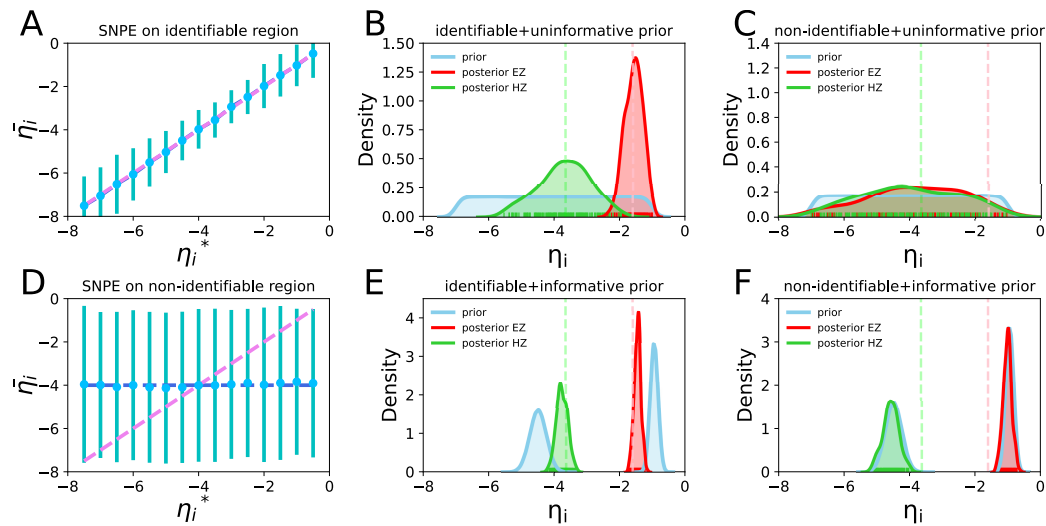 A
SNPE on identifiable region
0
−2
−4
−6
−8
η̄i
−8 −6 −4 −2 0
ηi*
B
identifiable+uninformative prior
1.50
1.25
1.00
0.75
0.50
0.25
0.00
Density
prior
posterior EZ
posterior HZ
−8 −6 −4 −2 0
ηi
C
non-identifiable+uninformative prior
1.4
1.2
1.0
0.8
0.6
0.4
0.2
0.0
Density
prior
posterior EZ
posterior HZ
−8 −6 −4 −2 0
ηi
D
SNPE on non-identifiable region
0
−2
−4
−6
−8
η̄i
−8 −6 −4 −2 0
ηi*
E
identifiable+informative prior
4
3
2
1
0
Density
prior
posterior EZ
posterior HZ
−8 −6 −4 −2 0
ηi
F
non-identifiable+informative prior
4
3
2
1
0
Density
prior
posterior EZ
posterior HZ
−8 −6 −4 −2 0
ηi